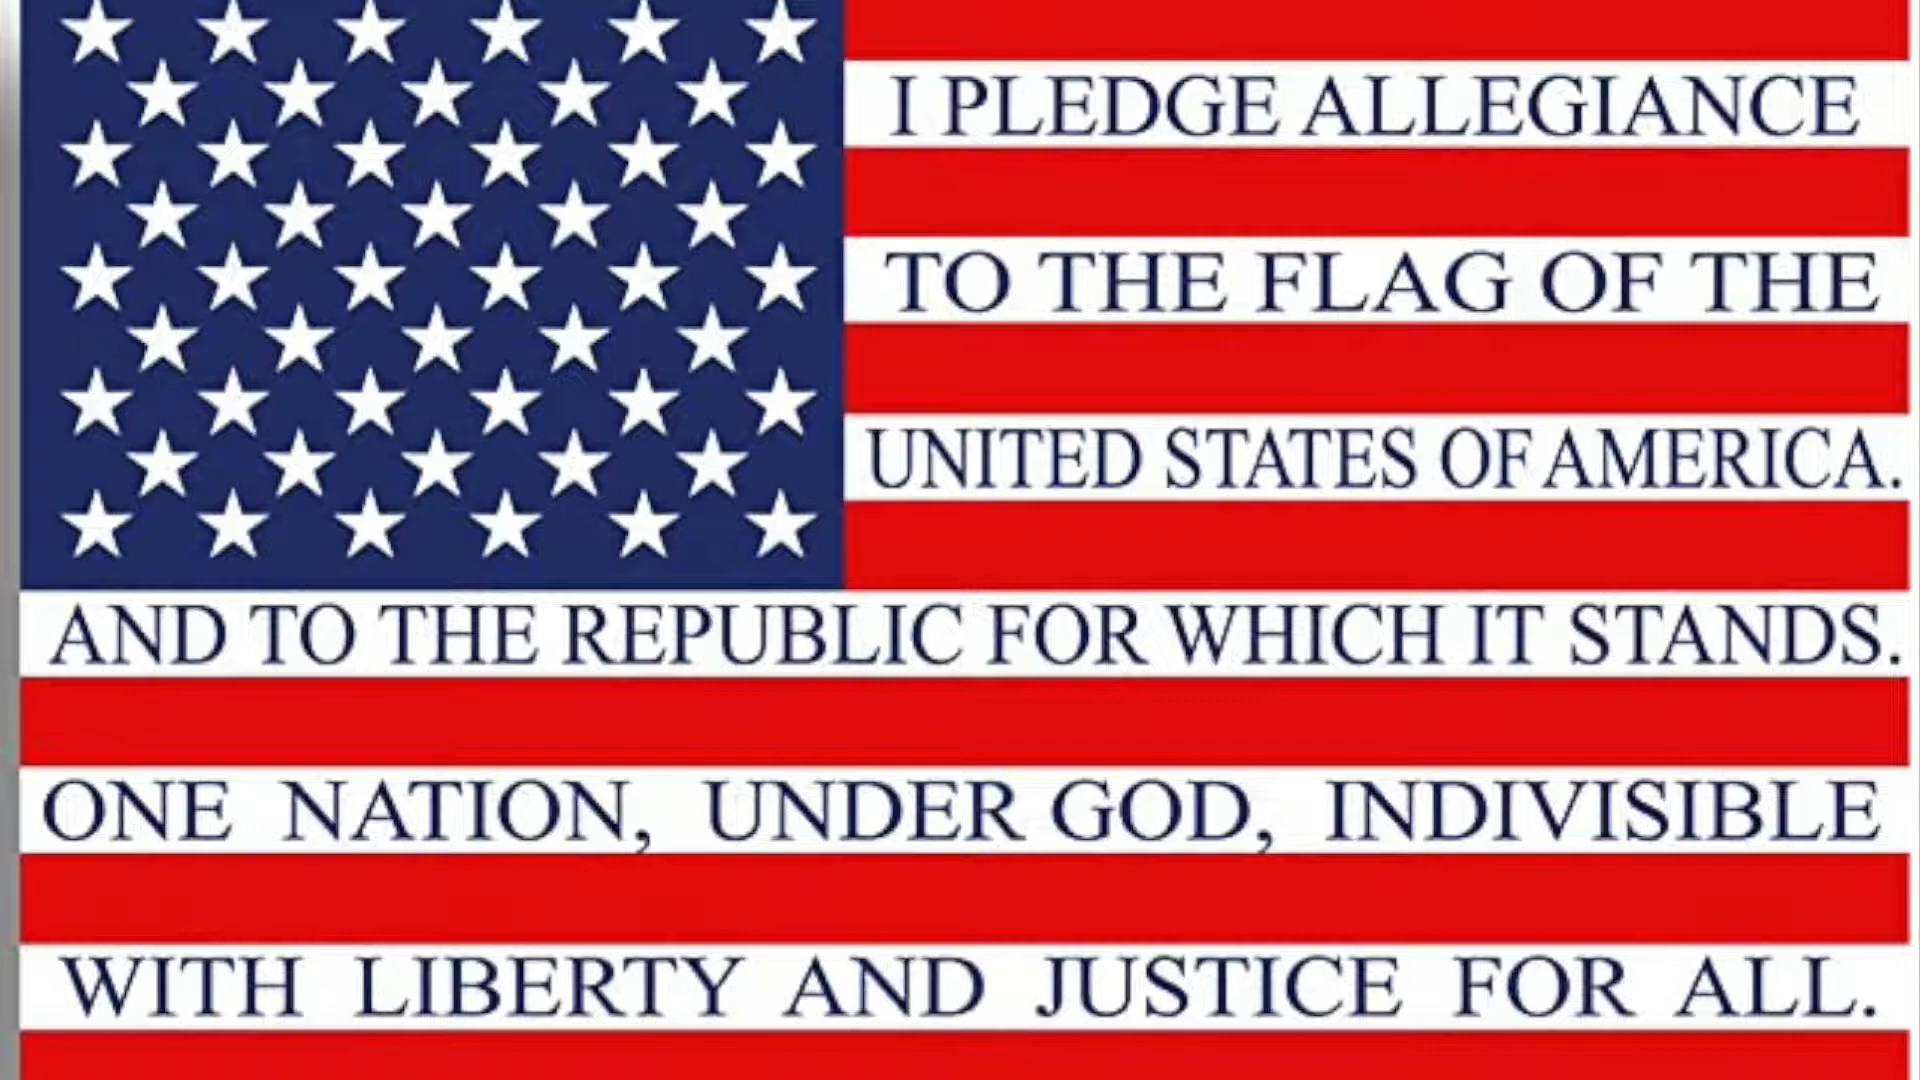 I PLEDGE ALLEGIANCE
TO THE FLAG OF THE
UNITED STATES OF AMERICA.
AND TO THE REPUBLIC FOR WHICH IT STANDS.
ONE NATION, UNDER GOD, INDIVISIBLE
WITH LIBERTY AND JUSTICE FOR ALL.